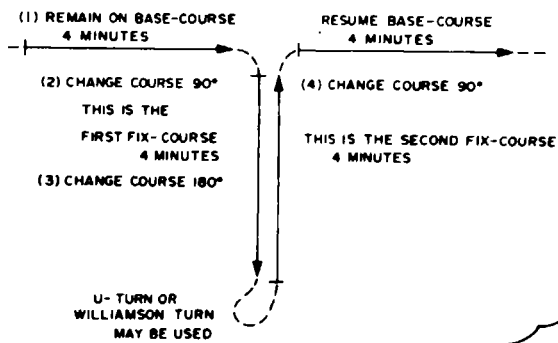 (1) REMAIN ON BASE-COURSE
4 MINUTES
RESUME BASE-COURSE
4 MINUTES
(2) CHANGE COURSE 90°
THIS IS THE
FIRST FIX-COURSE
4 MINUTES
(3) CHANGE COURSE 180°
(4) CHANGE COURSE 90°
THIS IS THE SECOND FIX-COURSE
4 MINUTES
U-TURN OR
WILLIAMSON TURN
MAY BE USED